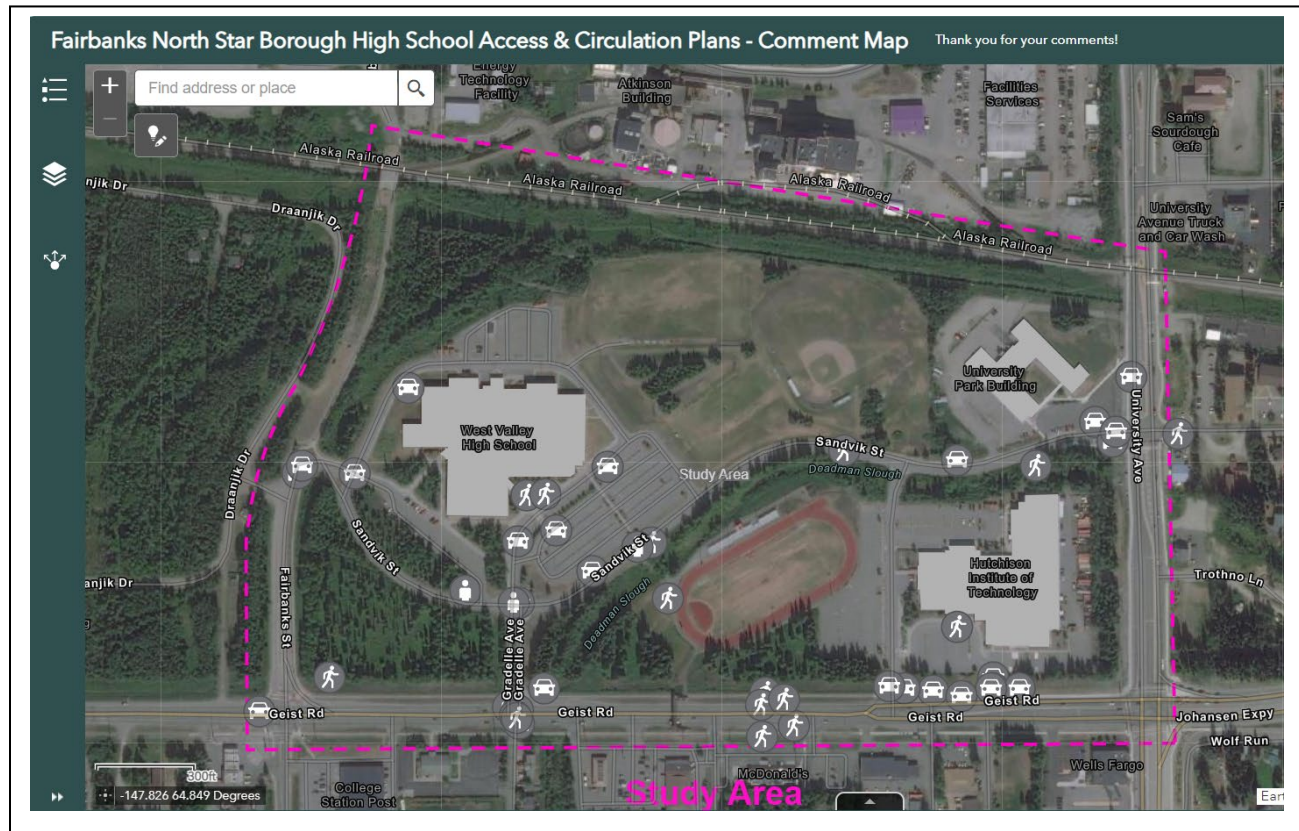 Fairbanks North Star Borough High School Access & Circulation Plans - Comment Map
Thank you for your comments!
+
Find address or place
Energy
Technology
Facility
Atkinson
Building
Facilities
Services
Sam's
Sourdough
Cafe
Alaska Railroad
Alaska Railroad
Alaska Railroad
Alaska Railroad
njik Dr
Draanjik Dr
University
Avenue Truck
and Car Wash
University
Park Building
West Valley
High School
Sandvik St
Deadman Slough
Study Area
University Ave
Draanjik Dr
Sandvik St
Sandvik St
Hutchison
Institute of
Technology
Trothno Ln
anjik Dr
Fairbanks St
Deadman Slough
Gradelle Ave
Gradelle Ave
Geist Rd
Geist Rd
Geist Rd
Geist Rd
Johansen Expy
Wolf Run
300ft
-147.826 64.849 Degrees
College
Station Post
McDonald's
Wells Fargo
Study Area
Eart